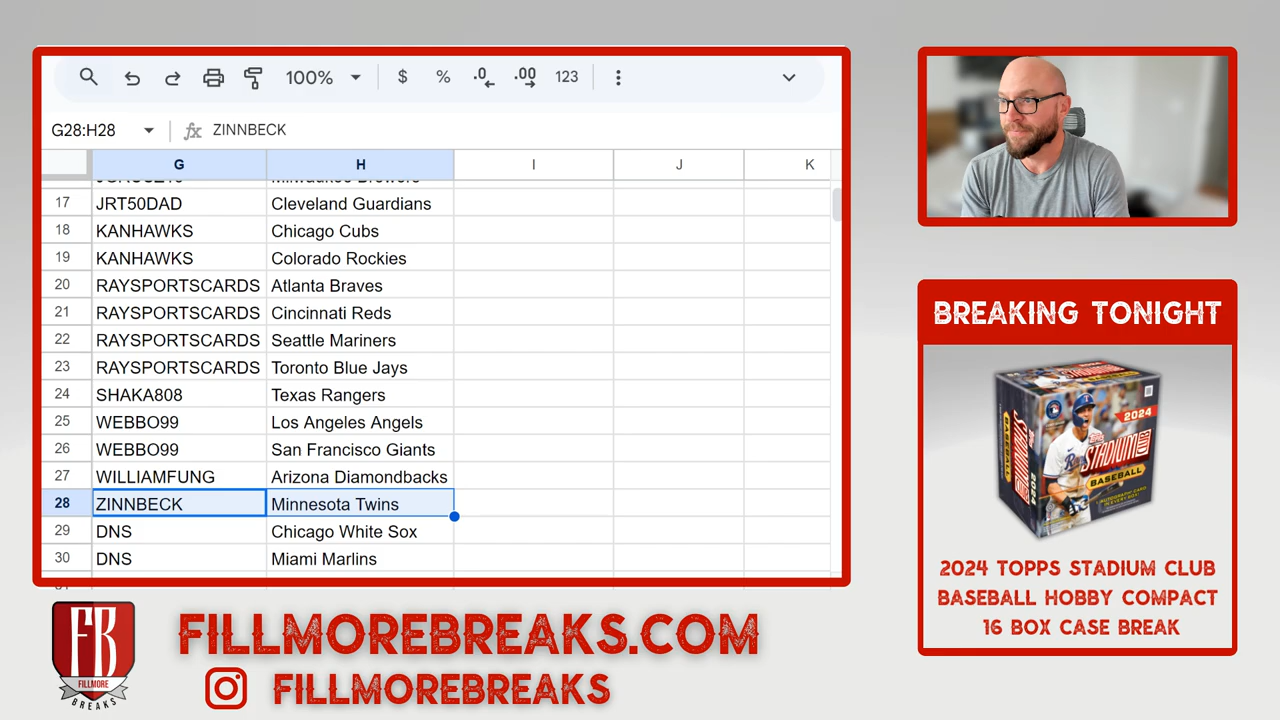 100%
$
%
.0
.00
123
G28:H28
fx
ZINNBECK
G
H
I
J
K
17 JRT50DAD Cleveland Guardians
18 KANHAWKS Chicago Cubs
19 KANHAWKS Colorado Rockies
20 RAYSPORTSCARDS Atlanta Braves
21 RAYSPORTSCARDS Cincinnati Reds
22 RAYSPORTSCARDS Seattle Mariners
23 RAYSPORTSCARDS Toronto Blue Jays
24 SHAKA808 Texas Rangers
25 WEBBO99 Los Angeles Angels
26 WEBBO99 San Francisco Giants
27 WILLIAMFUNG Arizona Diamondbacks
28 ZINNBECK Minnesota Twins
29 DNS Chicago White Sox
30 DNS Miami Marlins
BREAKING TONIGHT
2024
TOPPS
STADIUM CLUB
BASEBALL
2024 TOPPS STADIUM CLUB
BASEBALL HOBBY COMPACT
16 BOX CASE BREAK
FB
FILLMORE
BREAKS
FILLMOREBREAKS.COM
FILLMOREBREAKS